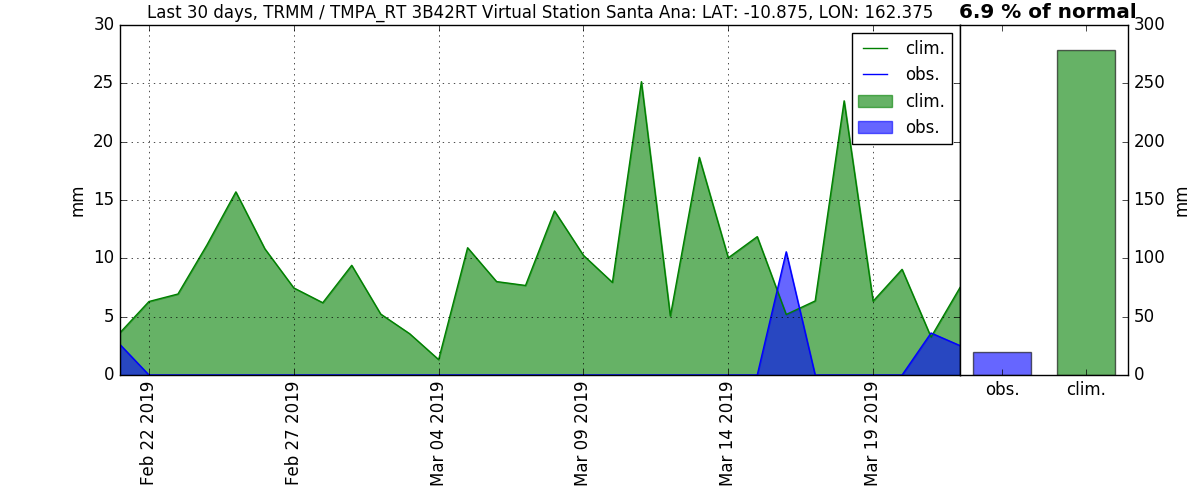 Last 30 days, TRMM / TMPA_RT 3B42RT Virtual Station Santa Ana: LAT: -10.875, LON: 162.375
6.9 % of normal
30
25
20
15
10
5
0
mm
clim.
obs.
clim.
obs.
300
250
200
150
100
50
0
mm
Feb 22 2019
Feb 27 2019
Mar 04 2019
Mar 09 2019
Mar 14 2019
Mar 19 2019
obs.
clim.